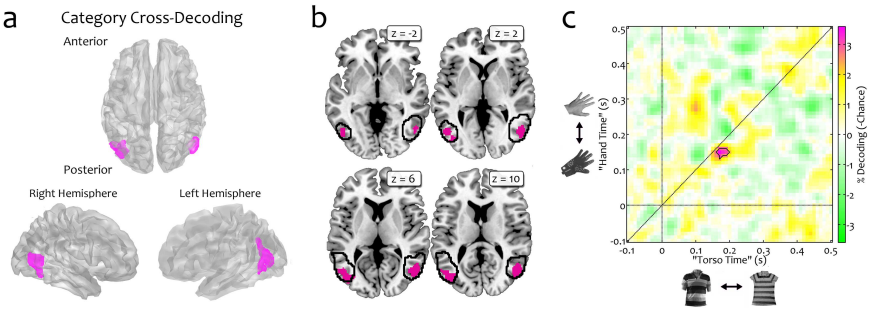 a
Category Cross-Decoding
Anterior
Posterior
Right Hemisphere
Left Hemisphere
b
z = -2
z = 2
z = 6
z = 10
c
"Hand Time" (s)
0.5
0.4
0.3
0.2
0.1
0
-0.1
-0.1
0
0.1
0.2
0.3
0.4
0.5
"Torso Time" (s)
3
2
1
0
-1
-2
-3
% Decoding (-Chance)